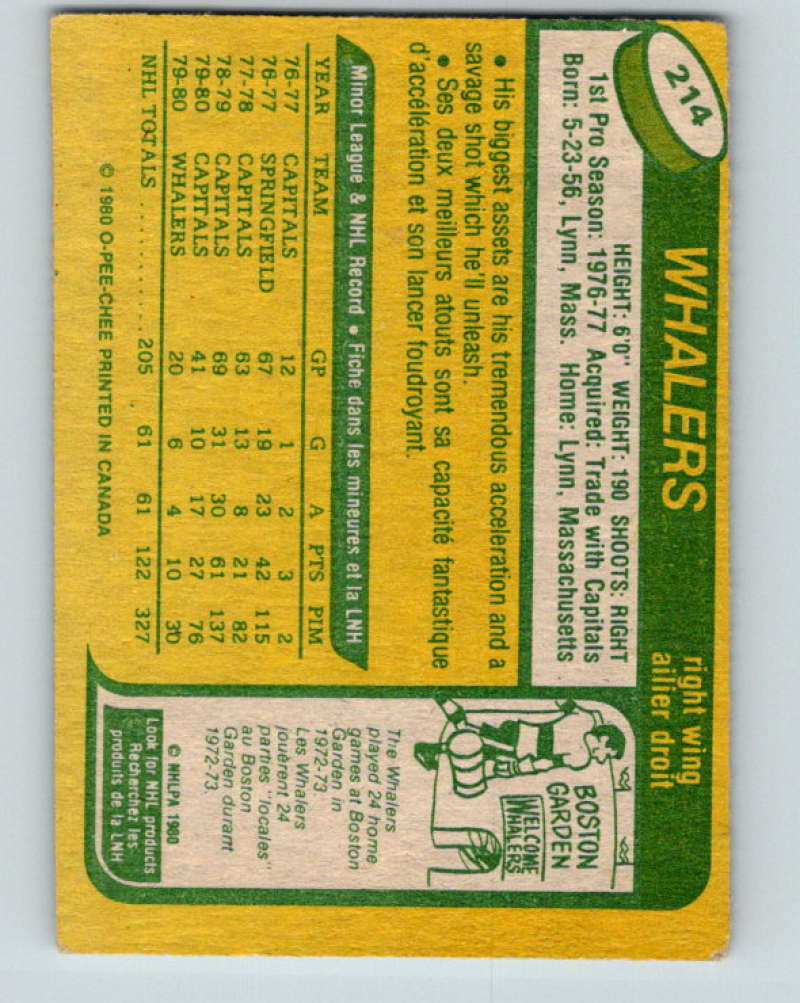 214
WHALERS
right wing
ailier droit
HEIGHT: 6'0" WEIGHT: 190 SHOOTS: RIGHT
1st Pro Season: 1976-77 Acquired: Trade with Capitals
Born: 5-23-56, Lynn, Mass. Home: Lynn, Massachusetts
• His biggest assets are his tremendous acceleration and a
savage shot which he'll unleash.
• Ses deux meilleurs atouts sont sa capacité fantastique
d'accélération et son lancer foudroyant.
Minor League & NHL Record • Fiche dans les mineures et la LNH
YEAR TEAM GP G A PTS PIM
76-77 CAPITALS 12 1 2 3 2
76-77 SPRINGFIELD 67 19 23 42 115
77-78 CAPITALS 63 13 8 21 82
78-79 CAPITALS 69 31 30 61 137
79-80 CAPITALS 41 10 17 27 76
79-80 WHALERS 20 6 4 10 30
NHL TOTALS ........... 205 61 61 122 327
© 1980 O-PEE-CHEE PRINTED IN CANADA
BOSTON
GARDEN
WELCOME
WHALERS
The Whalers
played 24 home
games at Boston
Garden in
1972-73.
Les Whalers
jouèrent 24
parties "locales"
au Boston
Garden durant
1972-73.
© NHLPA 1980
Look for NHL products
Recherchez les
produits de la LNH